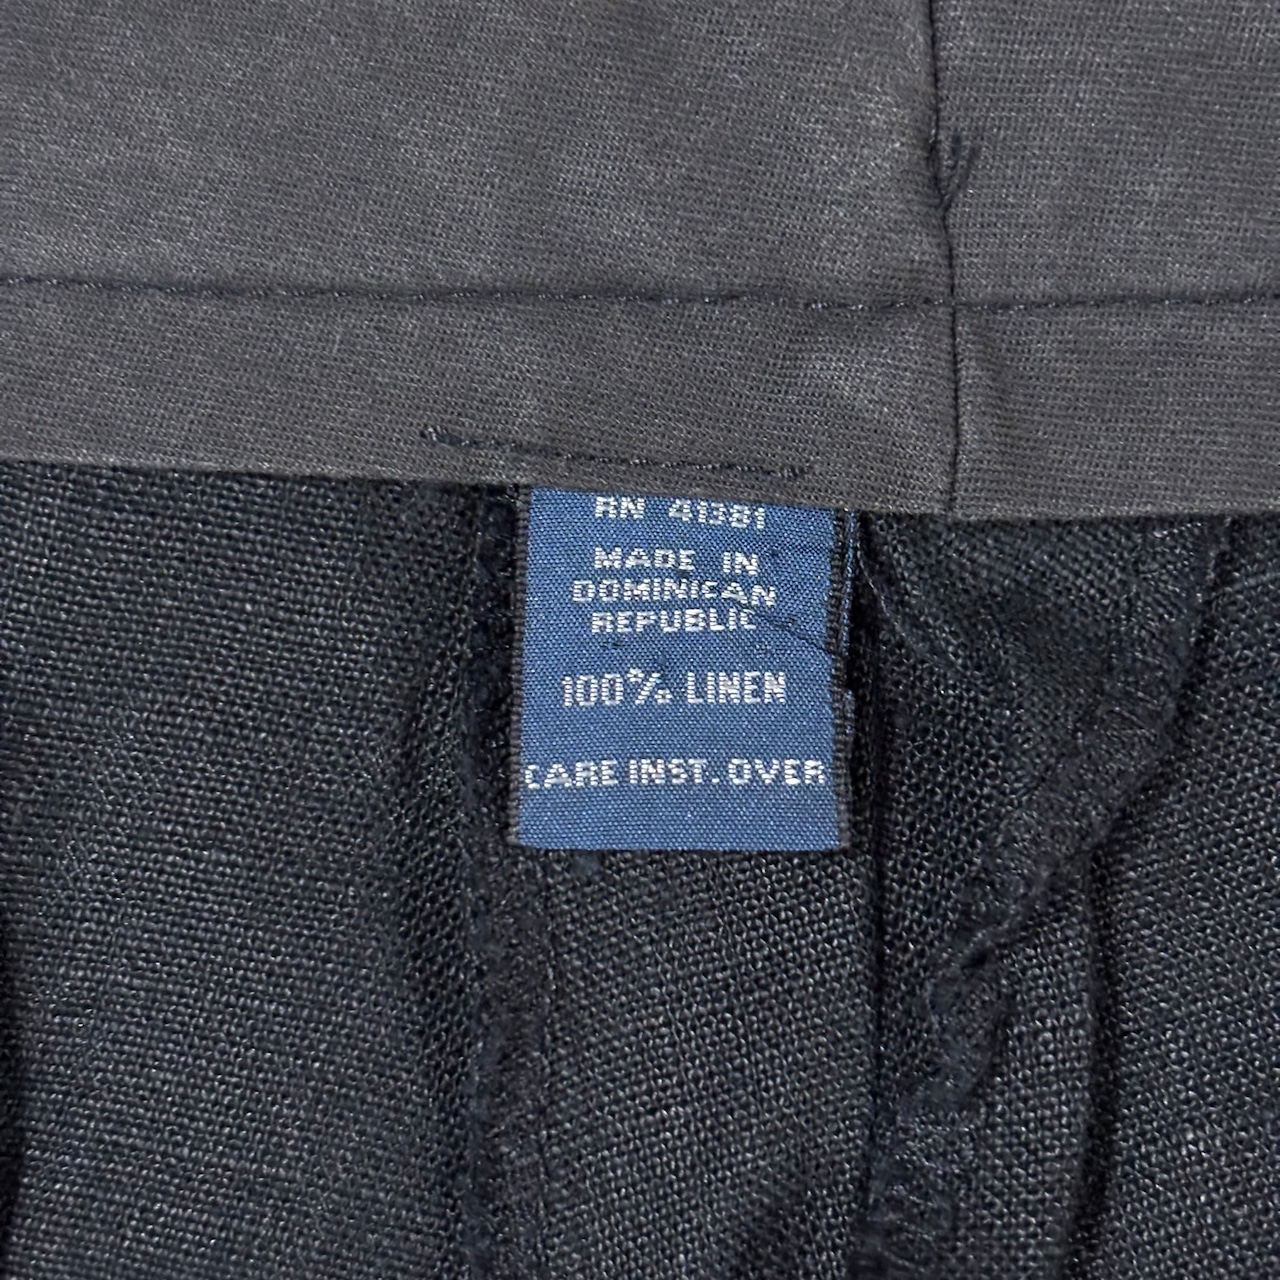 RN 41381
MADE IN
DOMINICAN
REPUBLIC
100% LINEN
CARE INST. OVER